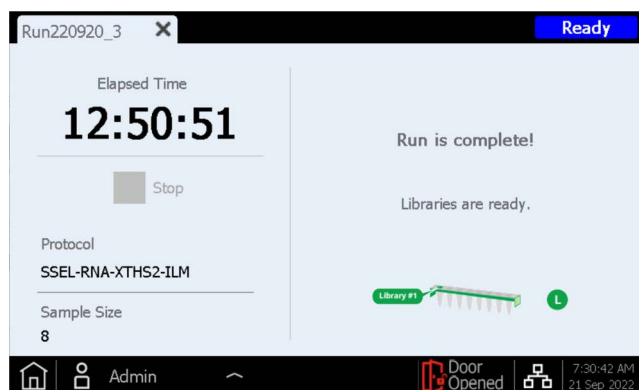 Run220920_3
Ready
Elapsed Time
12:50:51
Stop
Protocol
SSEL-RNA-XTHS2-ILM
Sample Size
8
Run is complete!
Libraries are ready.
Library #1
L
Admin
Door
Opened
7:30:42 AM
21 Sep 2022